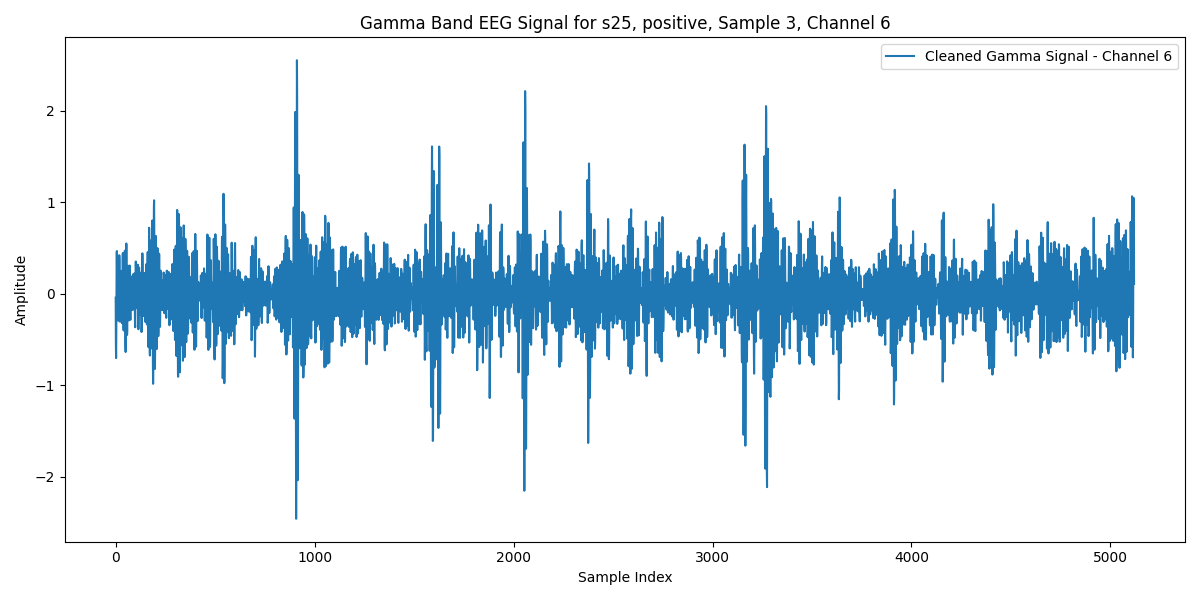 Gamma Band EEG Signal for s25, positive, Sample 3, Channel 6
Cleaned Gamma Signal - Channel 6
2
1
0
−1
−2
Amplitude
0 1000 2000 3000 4000 5000
Sample Index